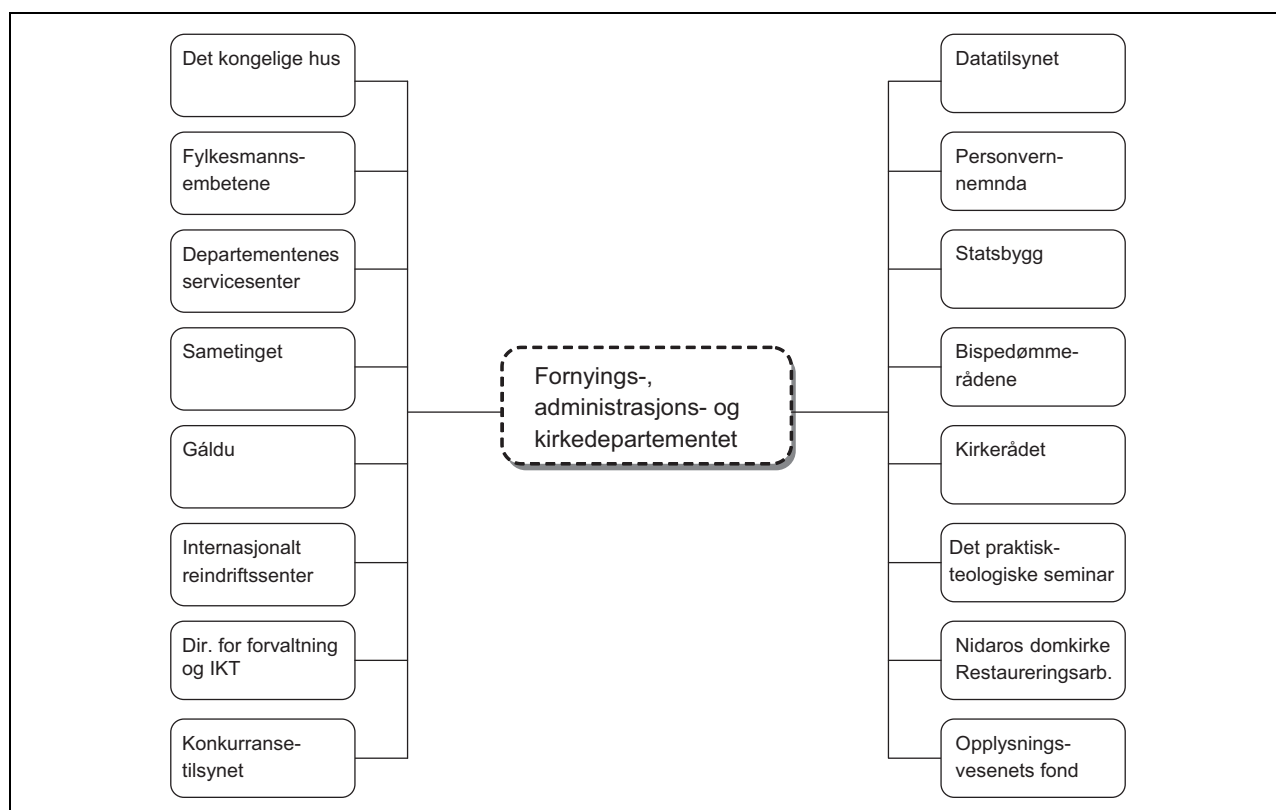 Det kongelige hus
Fylkesmanns-
embetene
Departementenes
servicesenter
Sametinget
Gáldu
Internasjonalt
reindriftssenter
Dir. for forvaltning
og IKT
Konkurranse-
tilsynet
Fornyings-,
administrasjons- og
kirkedepartementet
Datatilsynet
Personvern-
nemnda
Statsbygg
Bispedømme-
rådene
Kirkerådet
Det praktisk-
teologiske seminar
Nidaros domkirke
Restaureringsarb.
Opplysnings-
vesenets fond